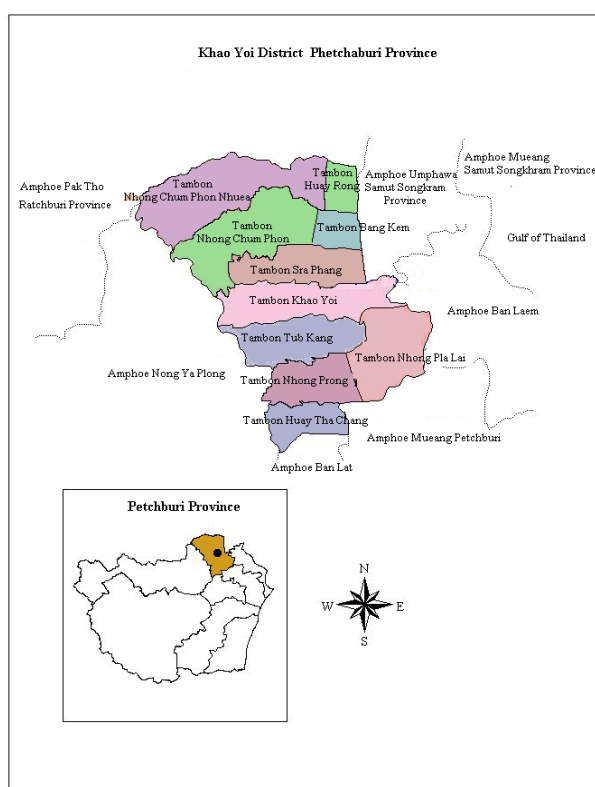 Khao Yoi District  Phetchaburi Province
Amphoe Mueang
Samut Songkhram Province
Amphoe Pak Tho
Ratchburi Province
Tambon
Nhong Chum Phon Nhuea
Tambon
Huay Rong
Amphoe Umphawa
Samut Songkram
Province
Tambon
Nhong Chum Phon
Tambon Bang Kem
Gulf of Thailand
Tambon Sra Phang
Tambon Khao Yoi
Amphoe Ban Laem
Tambon Tub Kang
Tambon Nhong Pla Lai
Amphoe Nong Ya Plong
Tambon Nhong Prong
Tambon Huay Tha Chang
Amphoe Mueang Petchburi
Amphoe Ban Lat
Petchburi Province
N
W
E
S